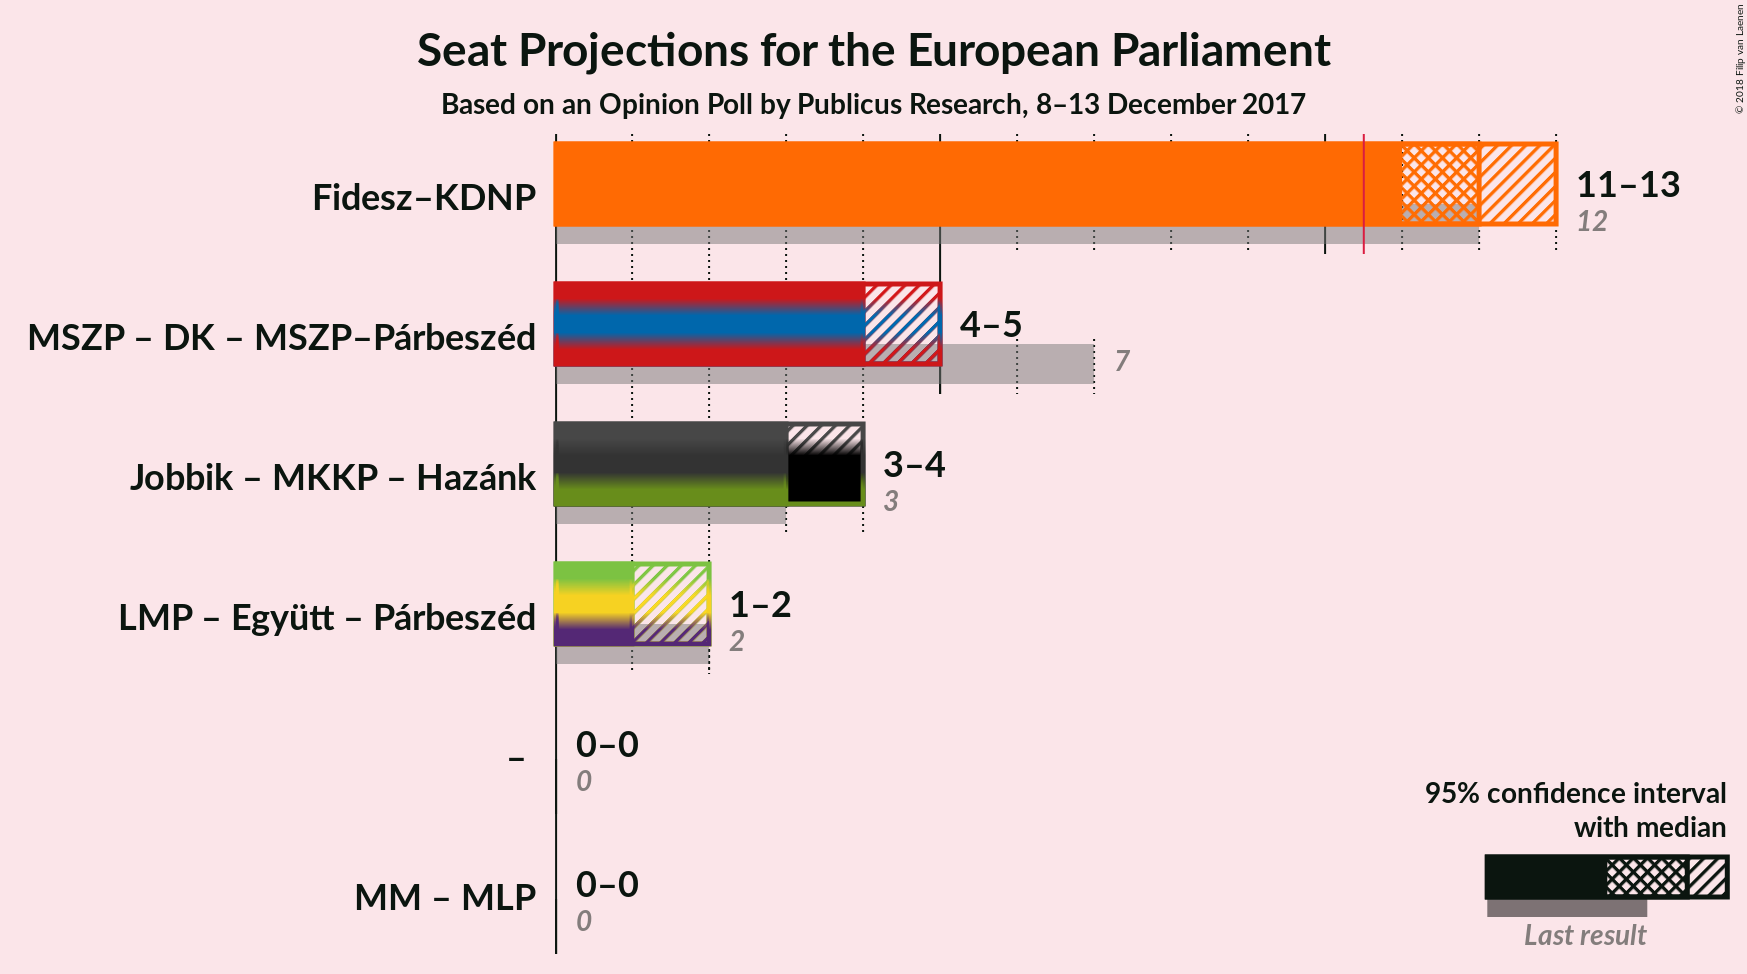 Seat Projections for the European Parliament
Based on an Opinion Poll by Publicus Research, 8–13 December 2017
© 2018 Filip van Laenen
Fidesz–KDNP
11–13
12
MSZP – DK – MSZP–Párbeszéd
4–5
7
Jobbik – MKKP – Hazánk
3–4
3
LMP – Együtt – Párbeszéd
1–2
2
–
0–0
0
MM – MLP
0–0
0
95% confidence interval
with median
Last result